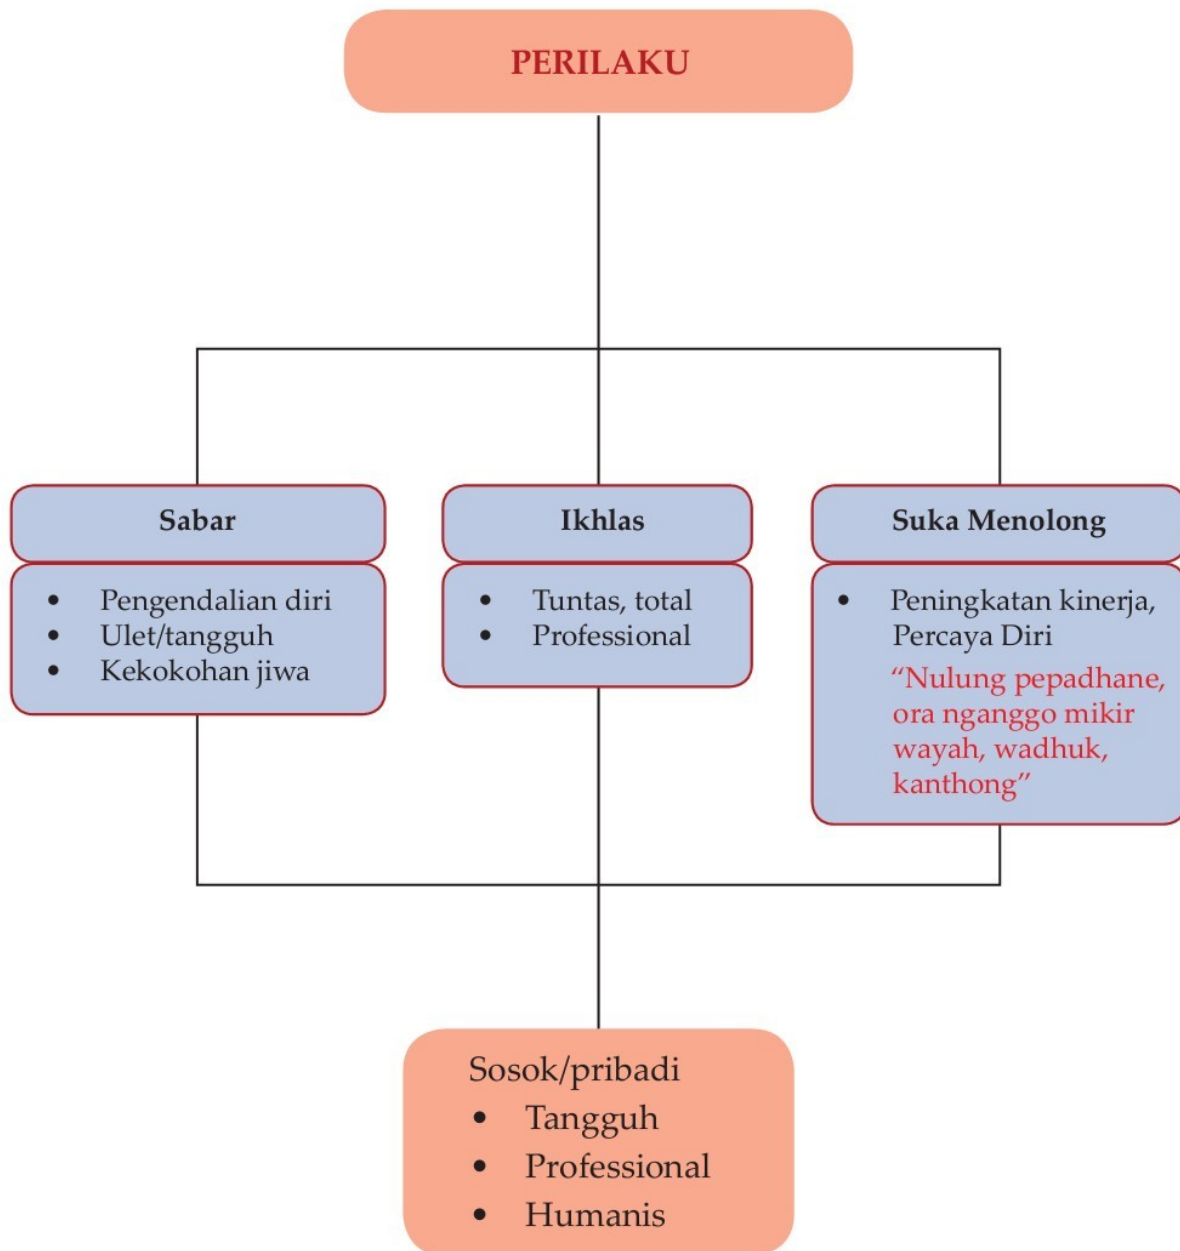 PERILAKU
Sabar
• Pengendalian diri
• Ulet/tangguh
• Kekokohan jiwa
Ikhlas
• Tuntas, total
• Professional
Suka Menolong
• Peningkatan kinerja,
Percaya Diri
“Nulung pepadhane,
ora nganggo mikir
wayah, wadhuk,
kanthong”
Sosok/pribadi
• Tangguh
• Professional
• Humanis